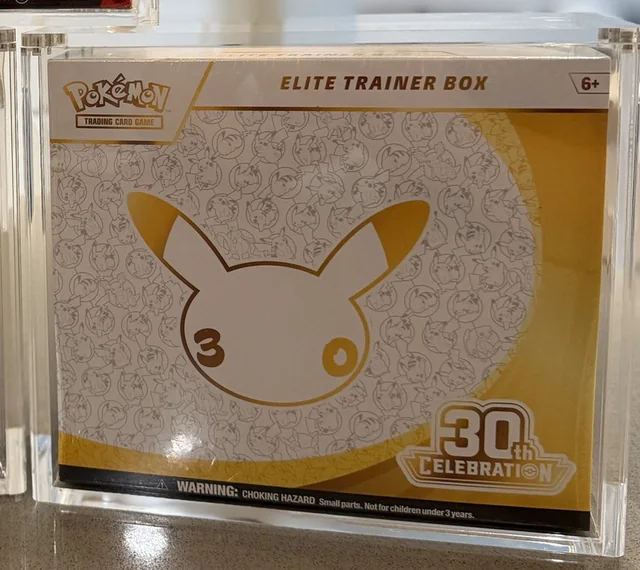 POKéMON
TRADING CARD GAME
ELITE TRAINER BOX
6+
3 0
30th
CELEBRATION
WARNING: CHOKING HAZARD Small parts. Not for children under 3 years.